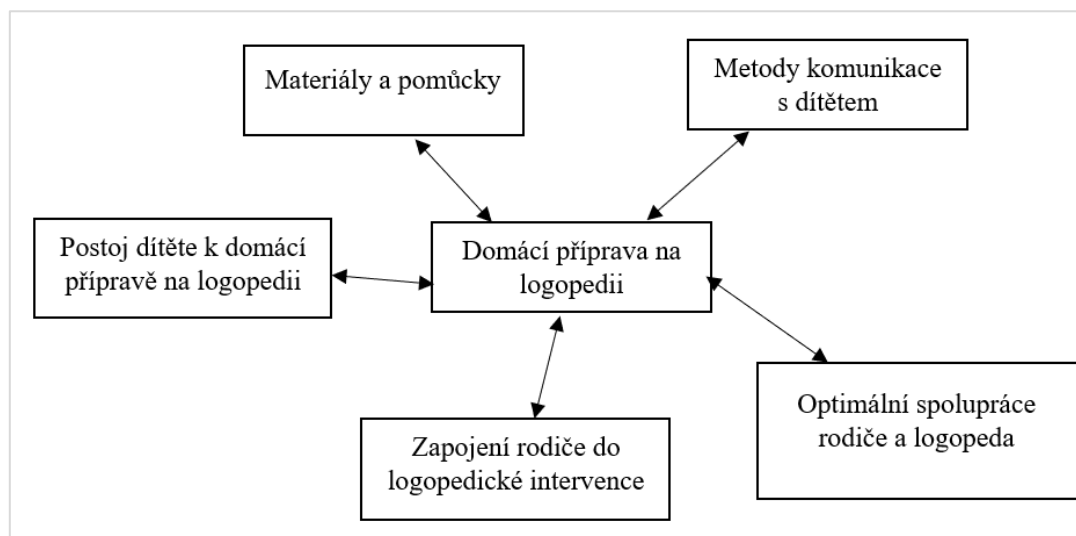 Materiály a pomůcky
Metody komunikace
s dítětem
Postoj dítěte k domácí
přípravě na logopedii
Domácí příprava na
logopedii
Zapojení rodiče do
logopedické intervence
Optimální spolupráce
rodiče a logopeda